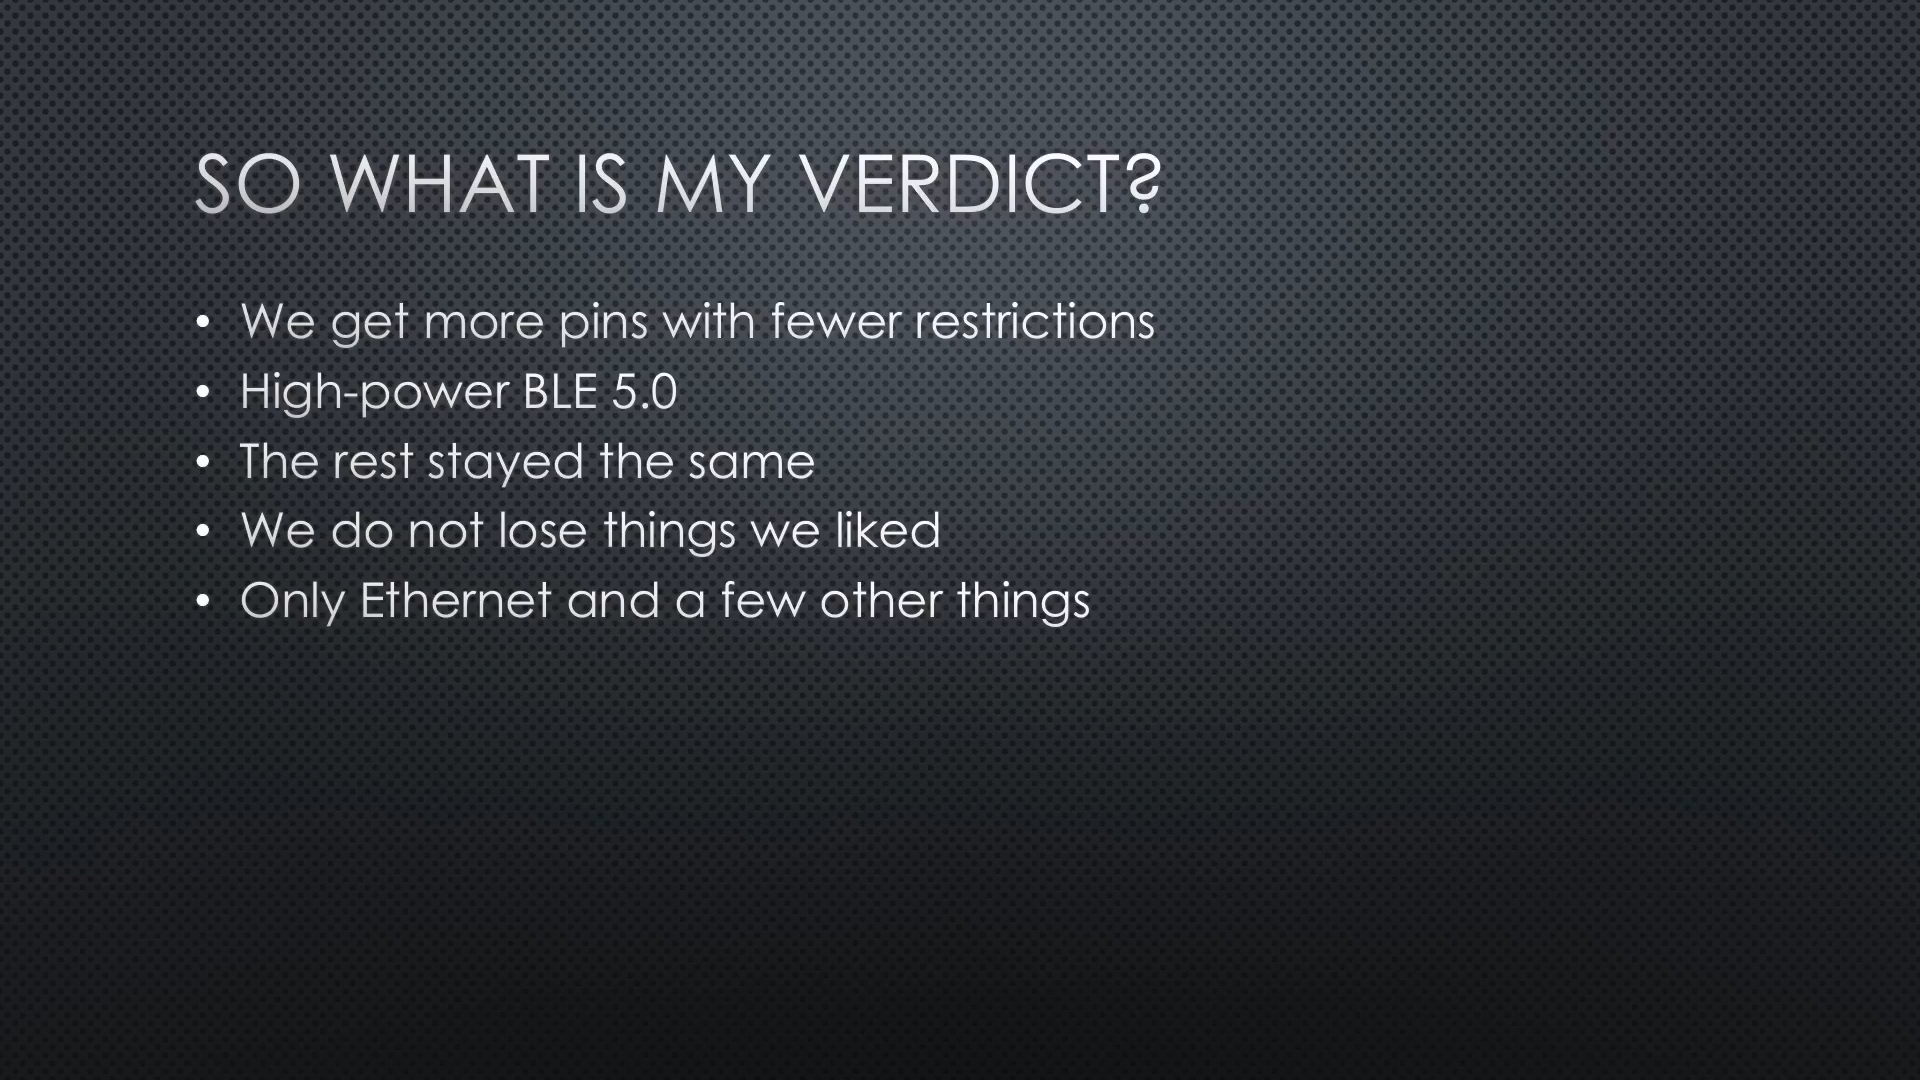 SO WHAT IS MY VERDICT?
• We get more pins with fewer restrictions
• High-power BLE 5.0
• The rest stayed the same
• We do not lose things we liked
• Only Ethernet and a few other things